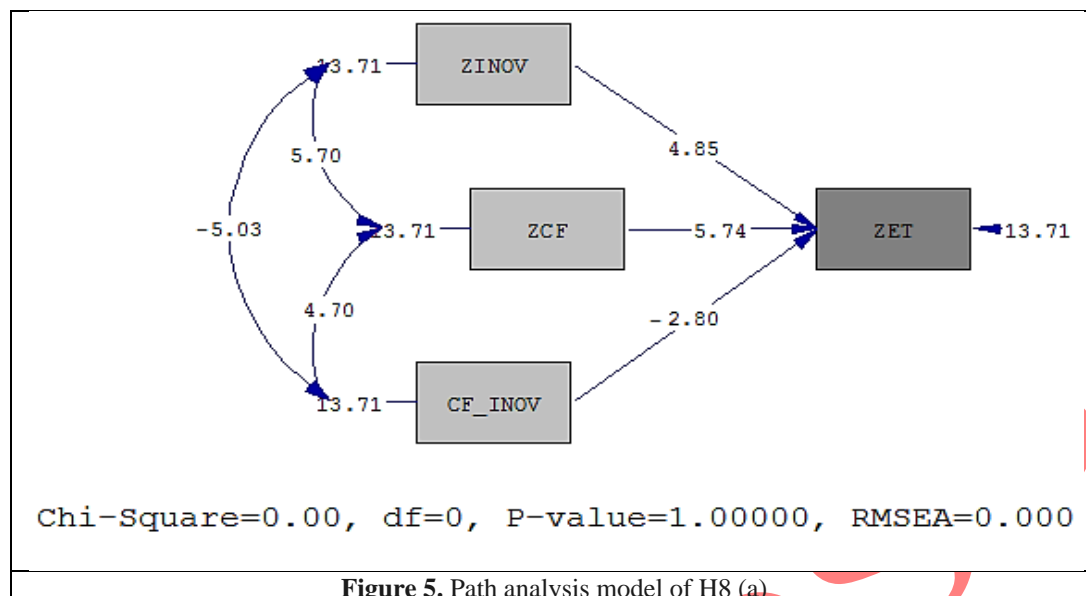 13.71
ZINOV
5.70
4.85
-5.03
13.71
ZCF
5.74
ZET
13.71
4.70
-2.80
13.71
CF_INOV
Chi-Square=0.00, df=0, P-value=1.00000, RMSEA=0.000
Figure 5. Path analysis model of H8 (a)